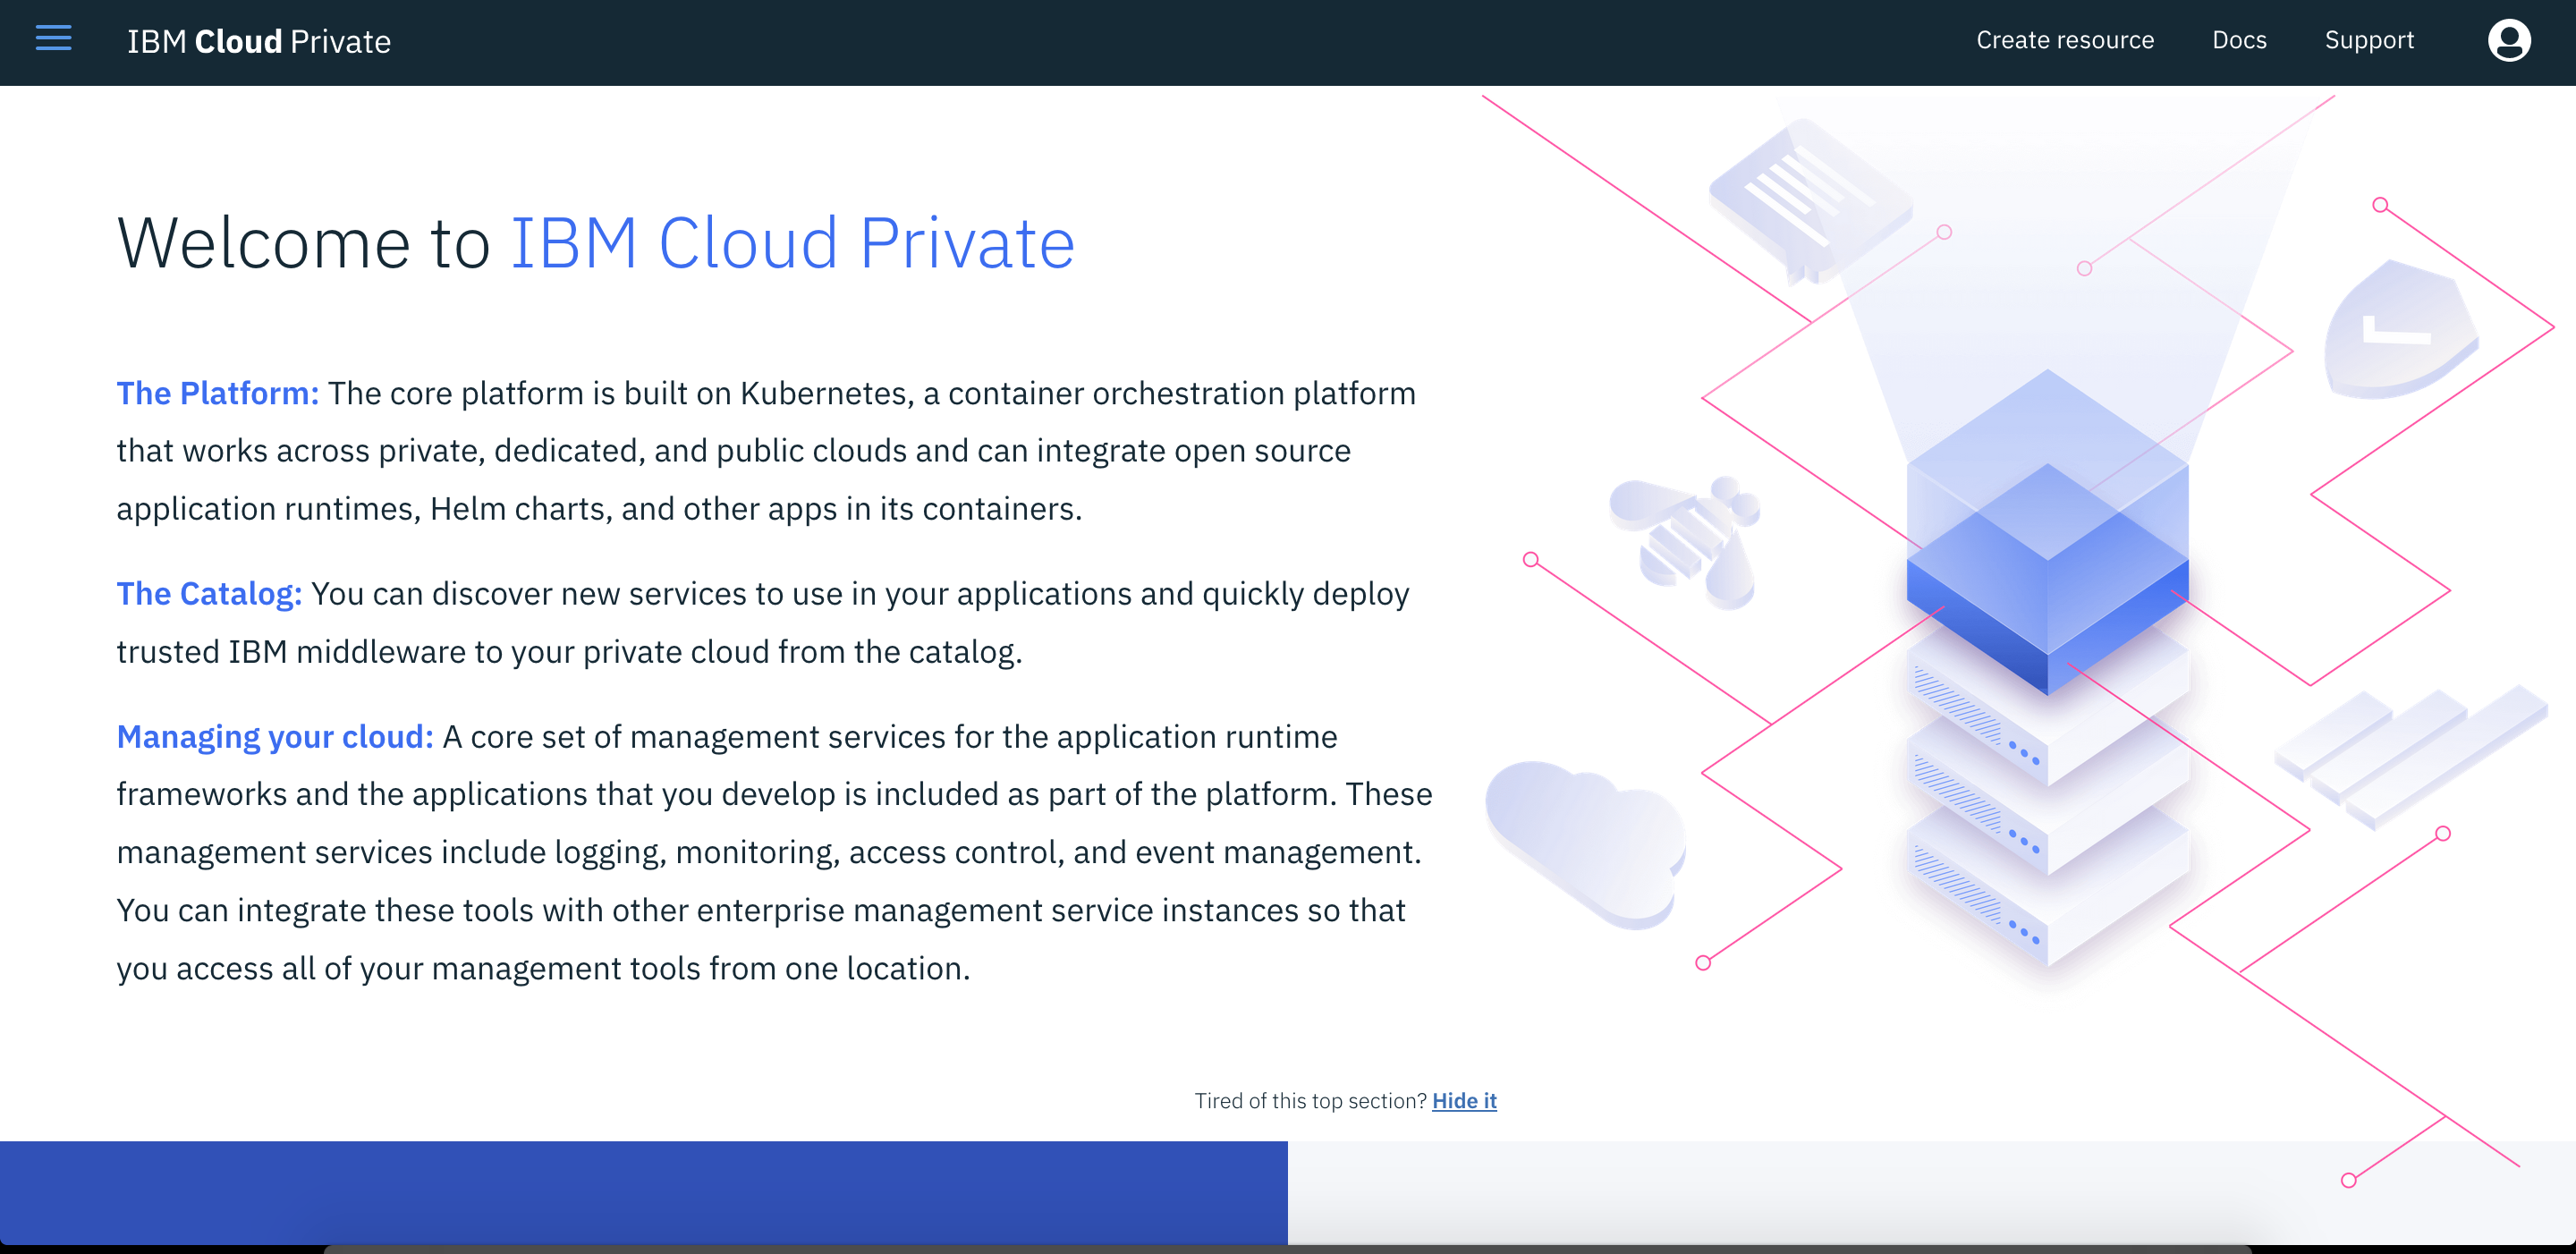 IBM Cloud Private
Create resource
Docs
Support
Welcome to IBM Cloud Private
The Platform: The core platform is built on Kubernetes, a container orchestration platform
that works across private, dedicated, and public clouds and can integrate open source
application runtimes, Helm charts, and other apps in its containers.
The Catalog: You can discover new services to use in your applications and quickly deploy
trusted IBM middleware to your private cloud from the catalog.
Managing your cloud: A core set of management services for the application runtime
frameworks and the applications that you develop is included as part of the platform. These
management services include logging, monitoring, access control, and event management.
You can integrate these tools with other enterprise management service instances so that
you access all of your management tools from one location.
Tired of this top section? Hide it